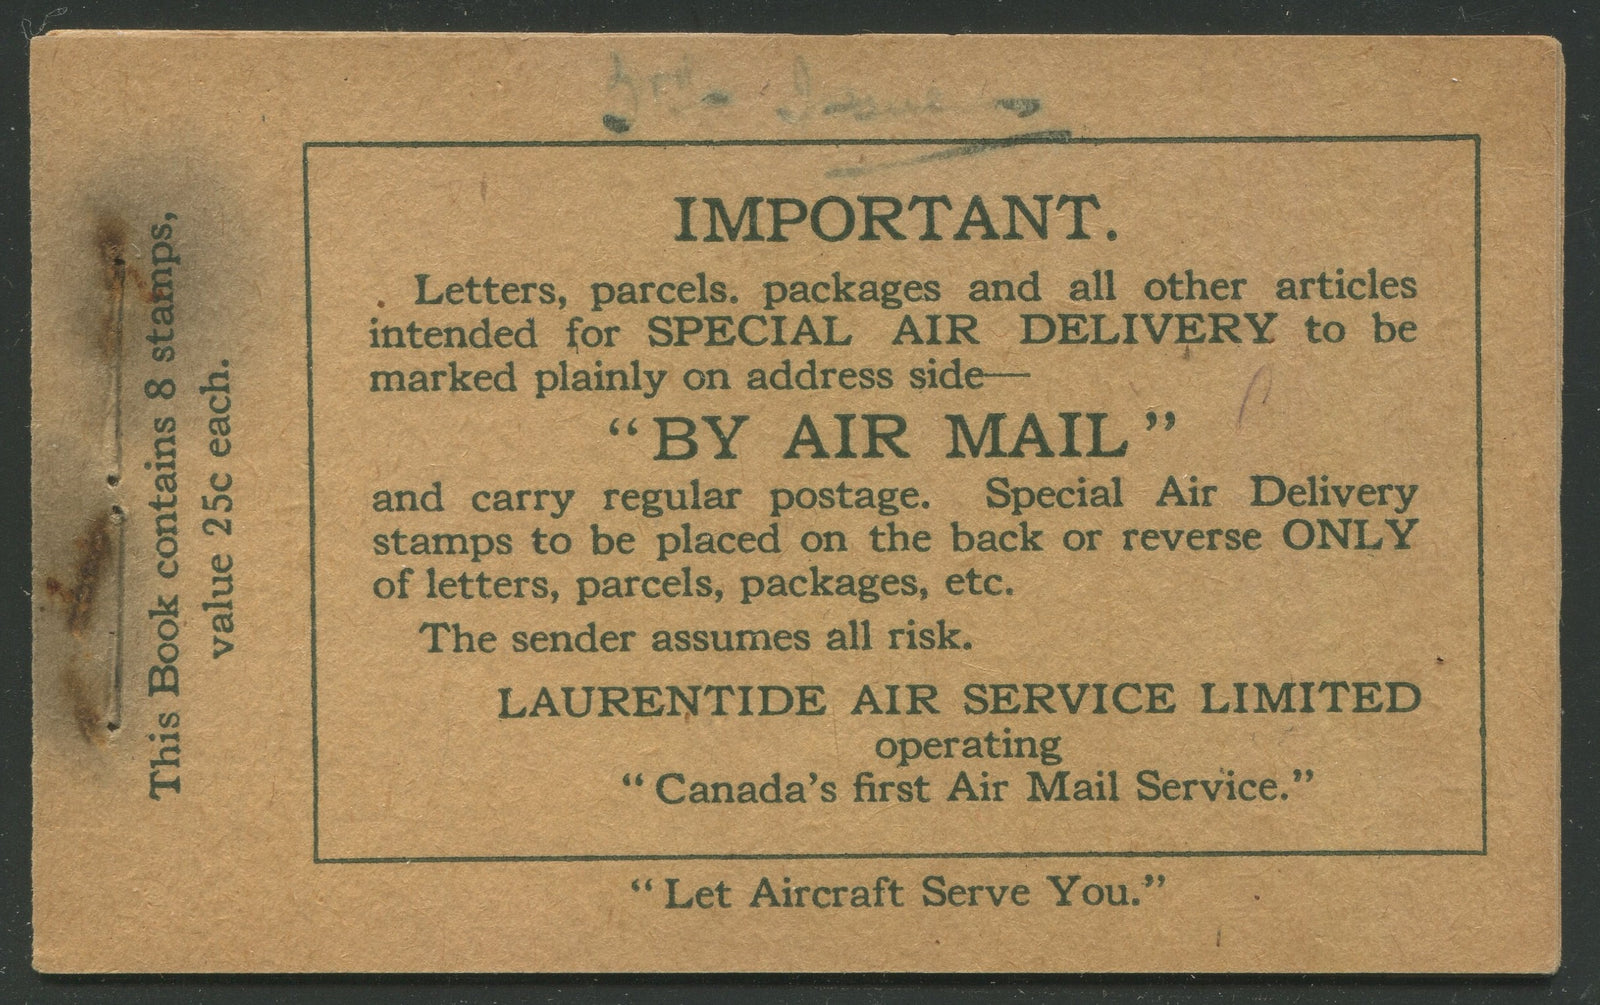 This Book contains 8 stamps,
value 25c each.
IMPORTANT.
Letters, parcels. packages and all other articles
intended for SPECIAL AIR DELIVERY to be
marked plainly on address side—
“BY AIR MAIL”
and carry regular postage. Special Air Delivery
stamps to be placed on the back or reverse ONLY
of letters, parcels, packages, etc.
The sender assumes all risk.
LAURENTIDE AIR SERVICE LIMITED
operating
“Canada's first Air Mail Service.”
“Let Aircraft Serve You.”